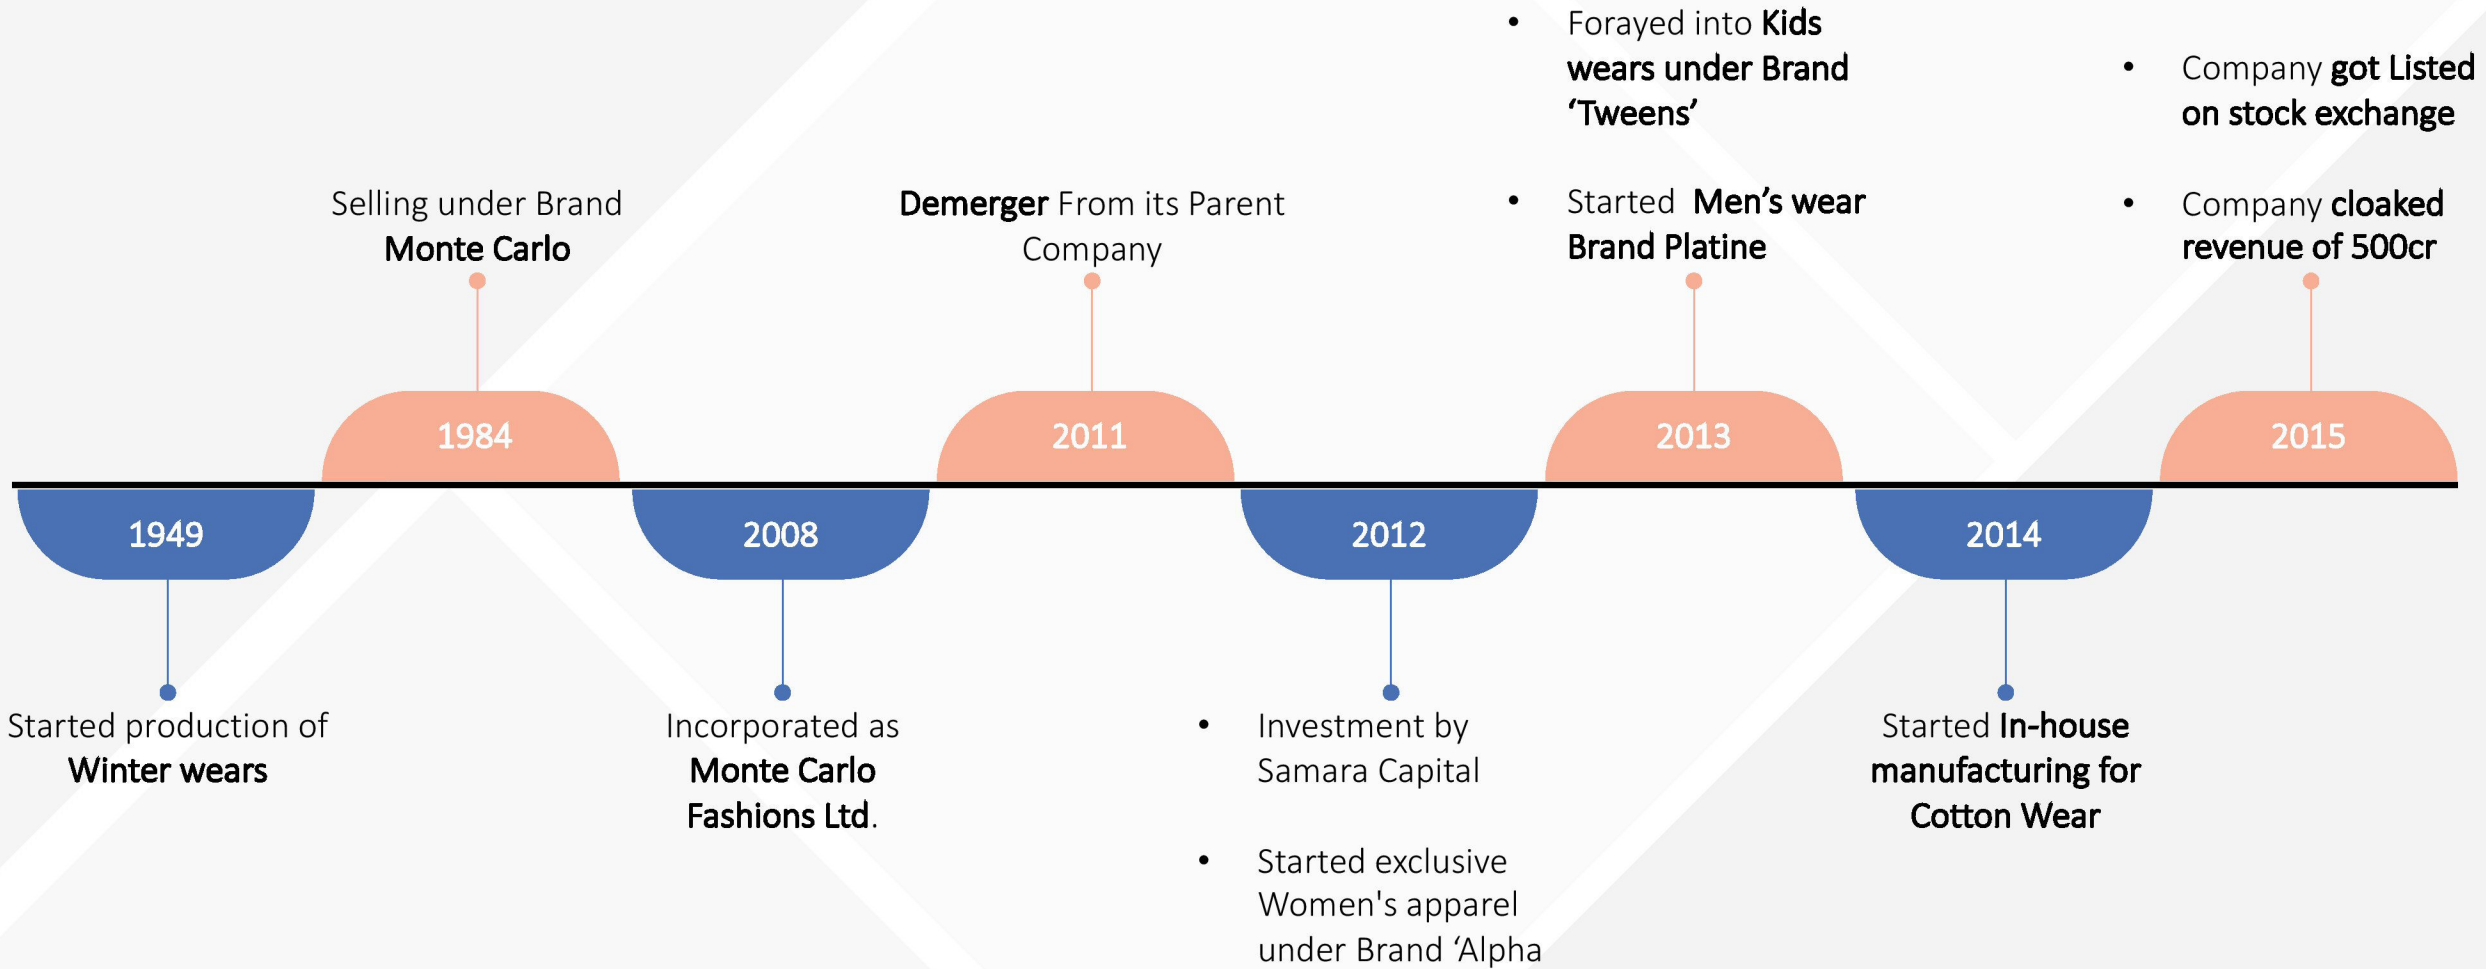 • Forayed into Kids
wears under Brand
‘Tweens’
• Started Men’s wear
Brand Platine
• Company got Listed
on stock exchange
• Company cloaked
revenue of 500cr
Selling under Brand
Monte Carlo
Demerger From its Parent
Company
1984
2011
2013
2015
1949
2008
2012
2014
Started production of
Winter wears
Incorporated as
Monte Carlo
Fashions Ltd.
• Investment by
Samara Capital
• Started exclusive
Women's apparel
under Brand ‘Alpha
Started In-house
manufacturing for
Cotton Wear